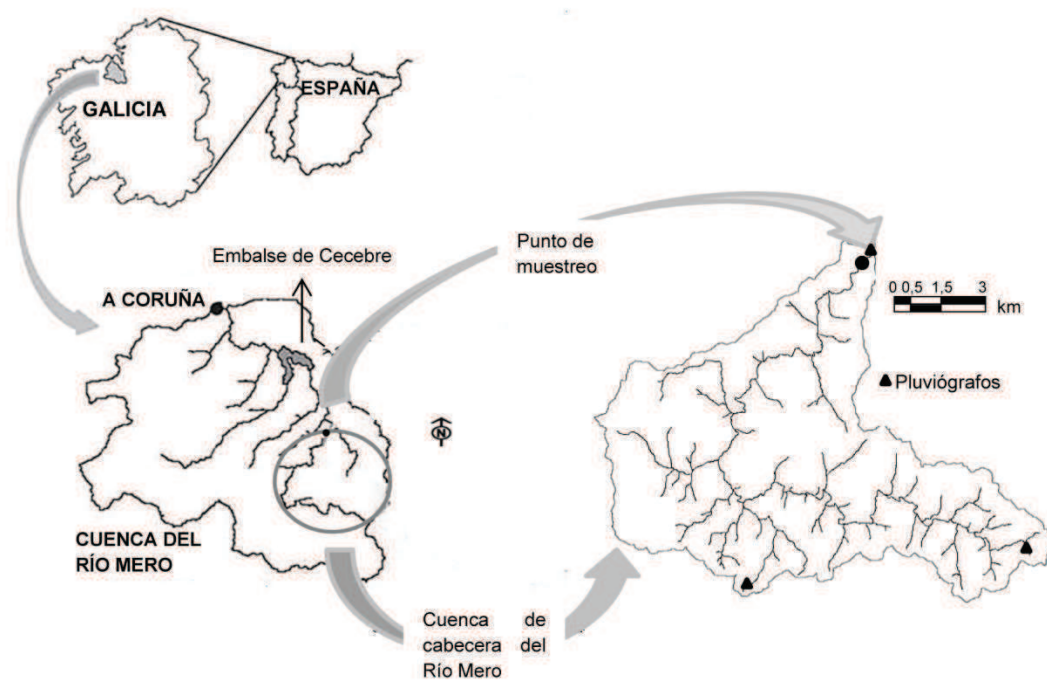 GALICIA
ESPAÑA
Embalse de Cecebre
A CORUÑA
CUENCA DEL
RÍO MERO
Punto de
muestreo
0 0,5 1,5 3
km
Pluviógrafos
N
Cuenca de
cabecera del
Río Mero